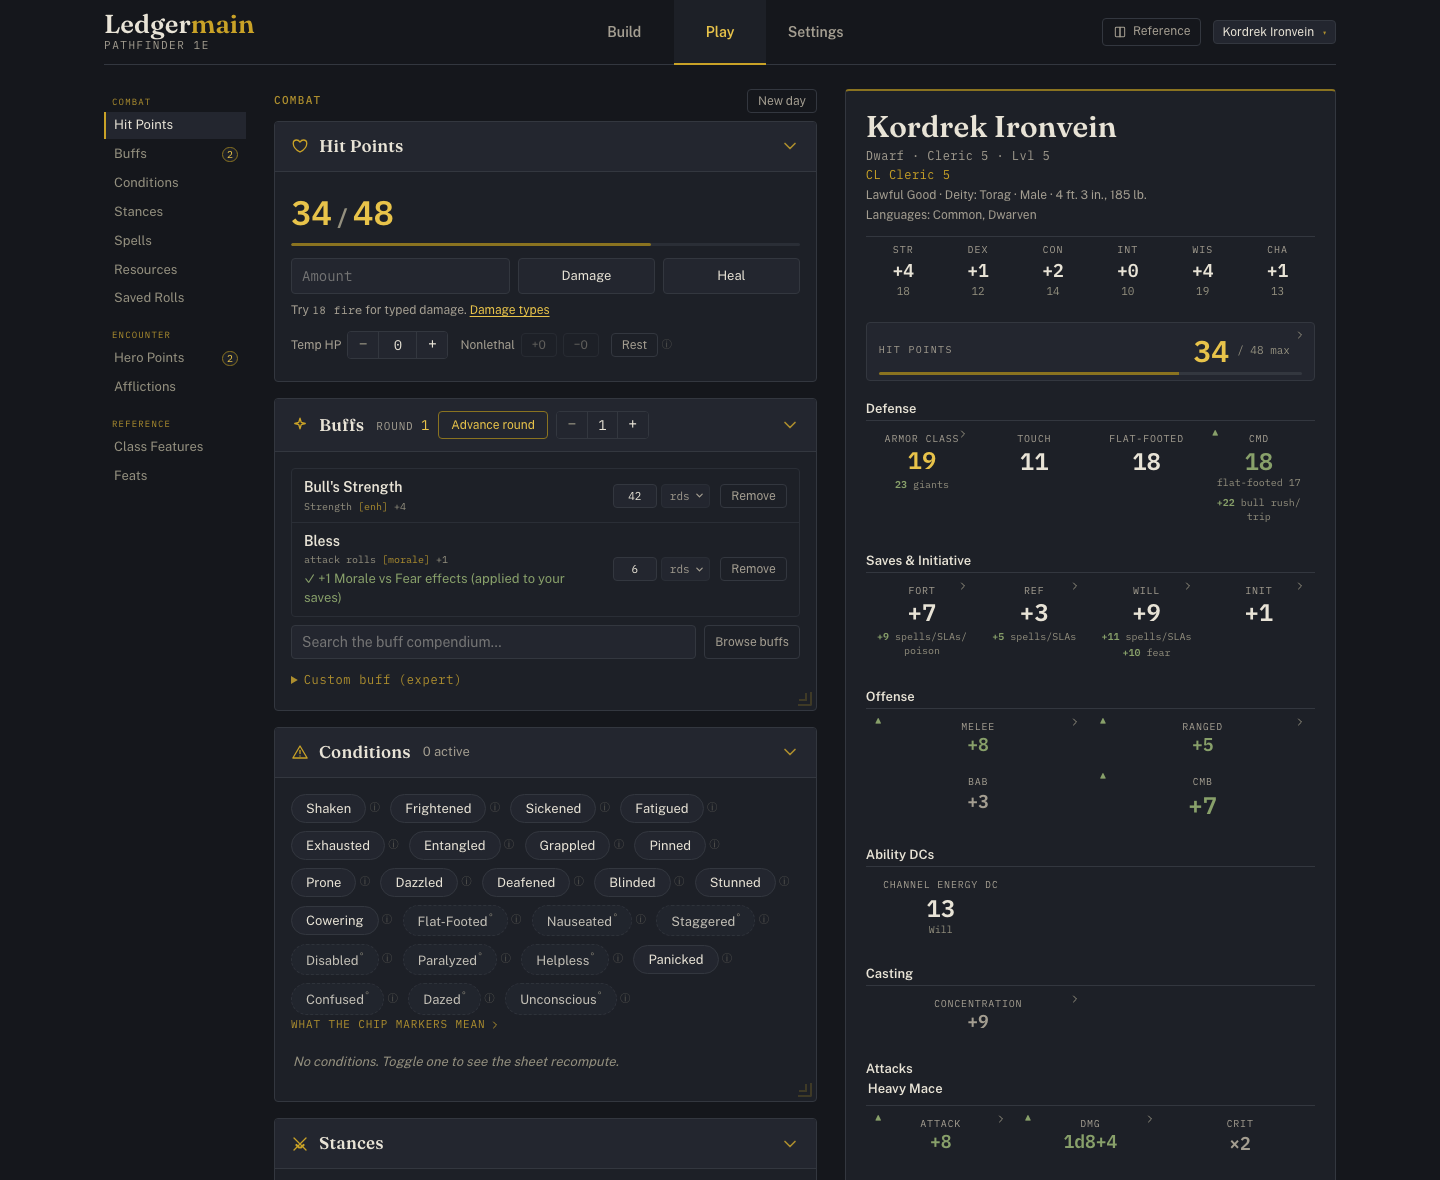 Ledgermain
PATHFINDER 1E
Build
Play
Settings
Reference
Kordrek Ironvein
COMBAT
Hit Points
Buffs 2
Conditions
Stances
Spells
Resources
Saved Rolls
ENCOUNTER
Hero Points 2
Afflictions
REFERENCE
Class Features
Feats
COMBAT
New day
Hit Points
34 / 48
Amount
Damage
Heal
Try 18 fire for typed damage. Damage types
Temp HP − 0 + Nonlethal +0 −0 Rest ⓘ
Buffs ROUND 1 Advance round − 1 +
Bull's Strength
Strength [enh] +4
42 rds Remove
Bless
attack rolls [morale] +1
✓ +1 Morale vs Fear effects (applied to your
saves)
6 rds Remove
Search the buff compendium...
Browse buffs
▶ Custom buff (expert)
Conditions 0 active
Shaken ⓘ Frightened ⓘ Sickened ⓘ Fatigued ⓘ
Exhausted ⓘ Entangled ⓘ Grappled ⓘ Pinned ⓘ
Prone ⓘ Dazzled ⓘ Deafened ⓘ Blinded ⓘ Stunned ⓘ
Cowering ⓘ Flat-Footed° ⓘ Nauseated° ⓘ Staggered° ⓘ
Disabled° ⓘ Paralyzed° ⓘ Helpless° ⓘ Panicked ⓘ
Confused° ⓘ Dazed° ⓘ Unconscious° ⓘ
WHAT THE CHIP MARKERS MEAN >
No conditions. Toggle one to see the sheet recompute.
Stances
Kordrek Ironvein
Dwarf · Cleric 5 · Lvl 5
CL Cleric 5
Lawful Good · Deity: Torag · Male · 4 ft. 3 in., 185 lb.
Languages: Common, Dwarven
STR DEX CON INT WIS CHA
+4 +1 +2 +0 +4 +1
18 12 14 10 19 13
HIT POINTS 34 / 48 max
Defense
ARMOR CLASS TOUCH FLAT-FOOTED ▲ CMD
19 11 18 18
23 giants flat-footed 17
+22 bull rush/
trip
Saves & Initiative
FORT REF WILL INIT
+7 +3 +9 +1
+9 spells/SLAs/ +5 spells/SLAs +11 spells/SLAs
poison +10 fear
Offense
▲ MELEE ▲ RANGED
+8 +5
BAB ▲ CMB
+3 +7
Ability DCs
CHANNEL ENERGY DC
13
Will
Casting
CONCENTRATION
+9
Attacks
Heavy Mace
▲ ATTACK ▲ DMG CRIT
+8 1d8+4 ×2